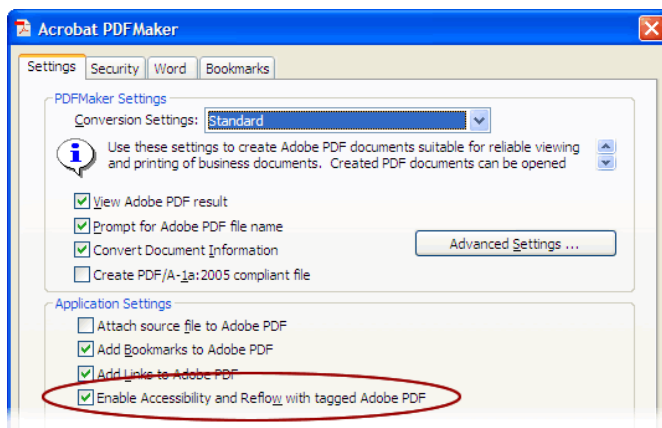 Acrobat PDFMaker
Settings Security Word Bookmarks
PDFMaker Settings
Conversion Settings: Standard
Use these settings to create Adobe PDF documents suitable for reliable viewing
and printing of business documents. Created PDF documents can be opened
View Adobe PDF result
Prompt for Adobe PDF file name
Convert Document Information
Advanced Settings ...
Create PDF/A-1a:2005 compliant file
Application Settings
Attach source file to Adobe PDF
Add Bookmarks to Adobe PDF
Add Links to Adobe PDF
Enable Accessibility and Reflow with tagged Adobe PDF